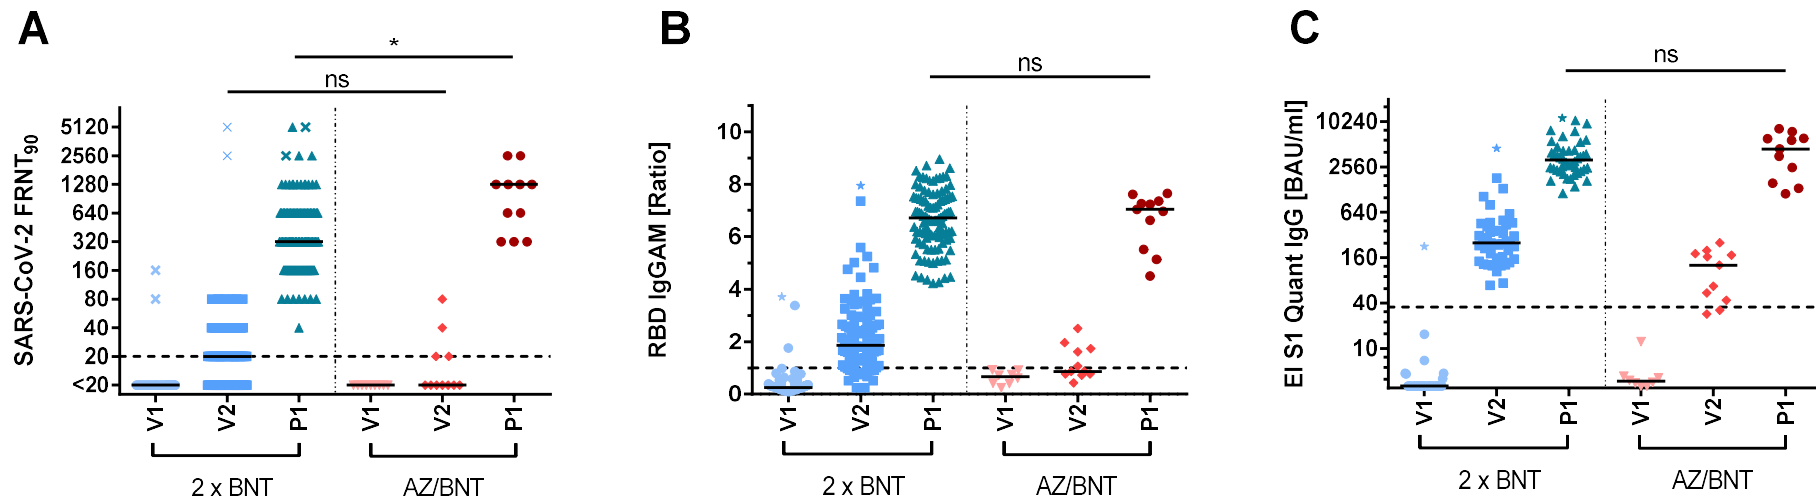 A
*
ns
SARS-CoV-2 FRNT90
5120
2560
1280
640
320
160
80
40
20
<20
V1
V2
P1
V1
V2
P1
2 x BNT
AZ/BNT
B
ns
RBD IgGAM [Ratio]
10
8
6
4
2
0
V1
V2
P1
V1
V2
P1
2 x BNT
AZ/BNT
C
ns
EI S1 Quant IgG [BAU/ml]
10240
2560
640
160
40
10
V1
V2
P1
V1
V2
P1
2 x BNT
AZ/BNT